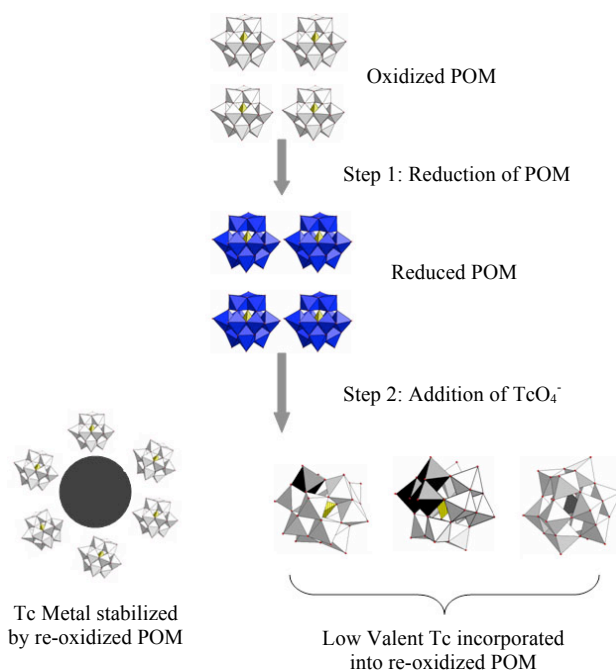 Oxidized POM
Step 1: Reduction of POM
Reduced POM
Step 2: Addition of TcO₄⁻
Tc Metal stabilized
by re-oxidized POM
Low Valent Tc incorporated
into re-oxidized POM